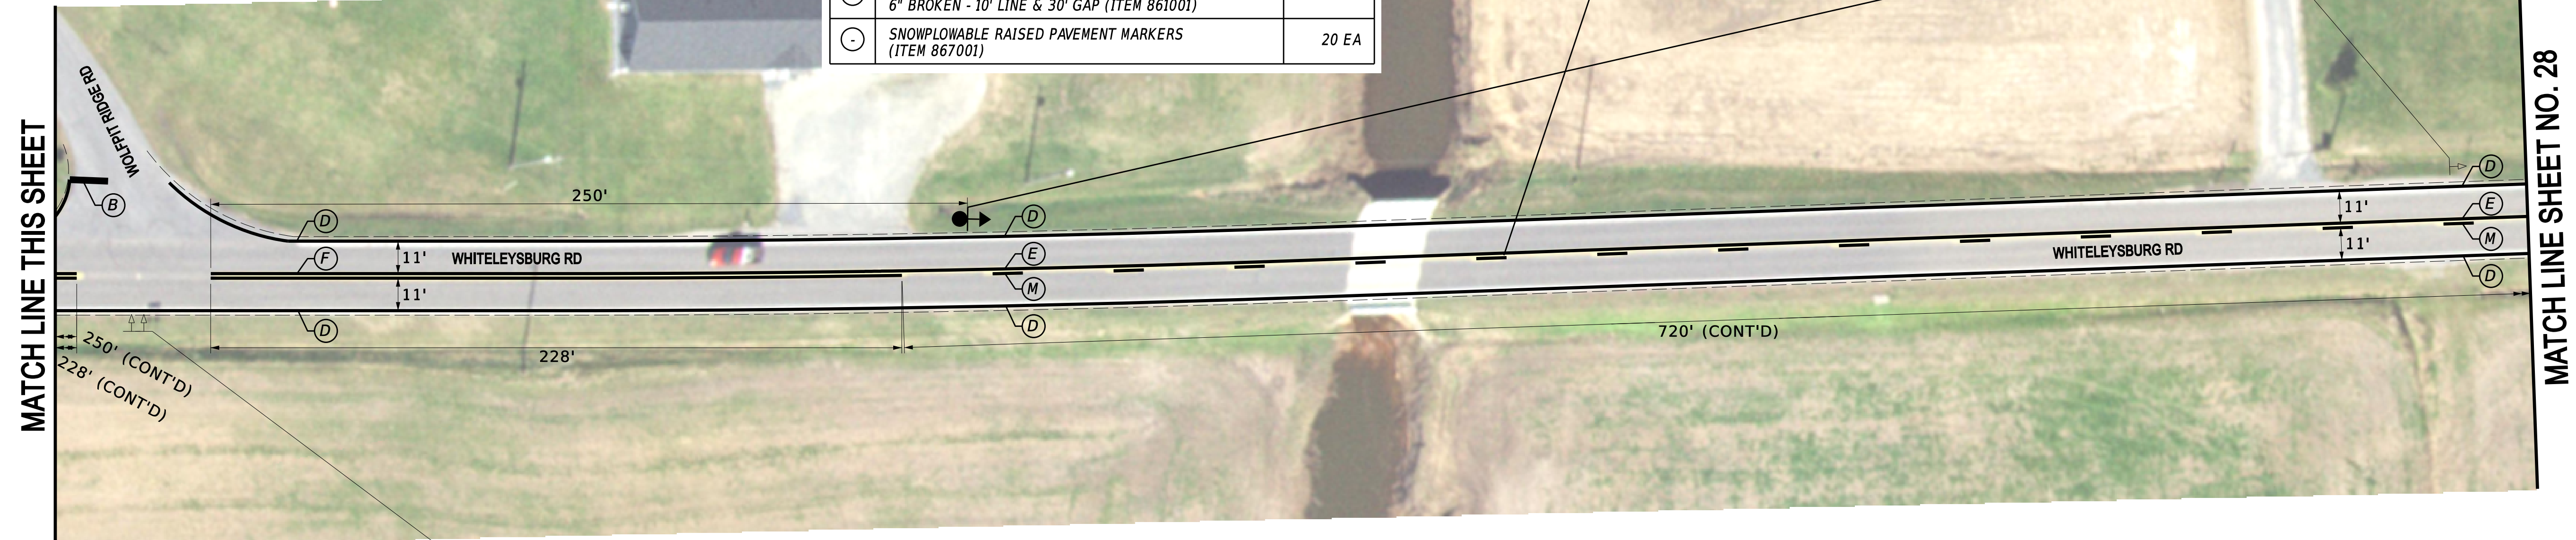 6" BROKEN - 10' LINE & 30' GAP (ITEM 861001)
-
SNOWPLOWABLE RAISED PAVEMENT MARKERS
(ITEM 867001)
20 EA
MATCH LINE THIS SHEET
WOLFPIT RIDGE RD
B
250'
D
D
F
11'
WHITELEYSBURG RD
E
11'
M
D
D
250' (CONT'D)
228' (CONT'D)
228'
720' (CONT'D)
WHITELEYSBURG RD
11'
11'
D
E
M
D
MATCH LINE SHEET NO. 28